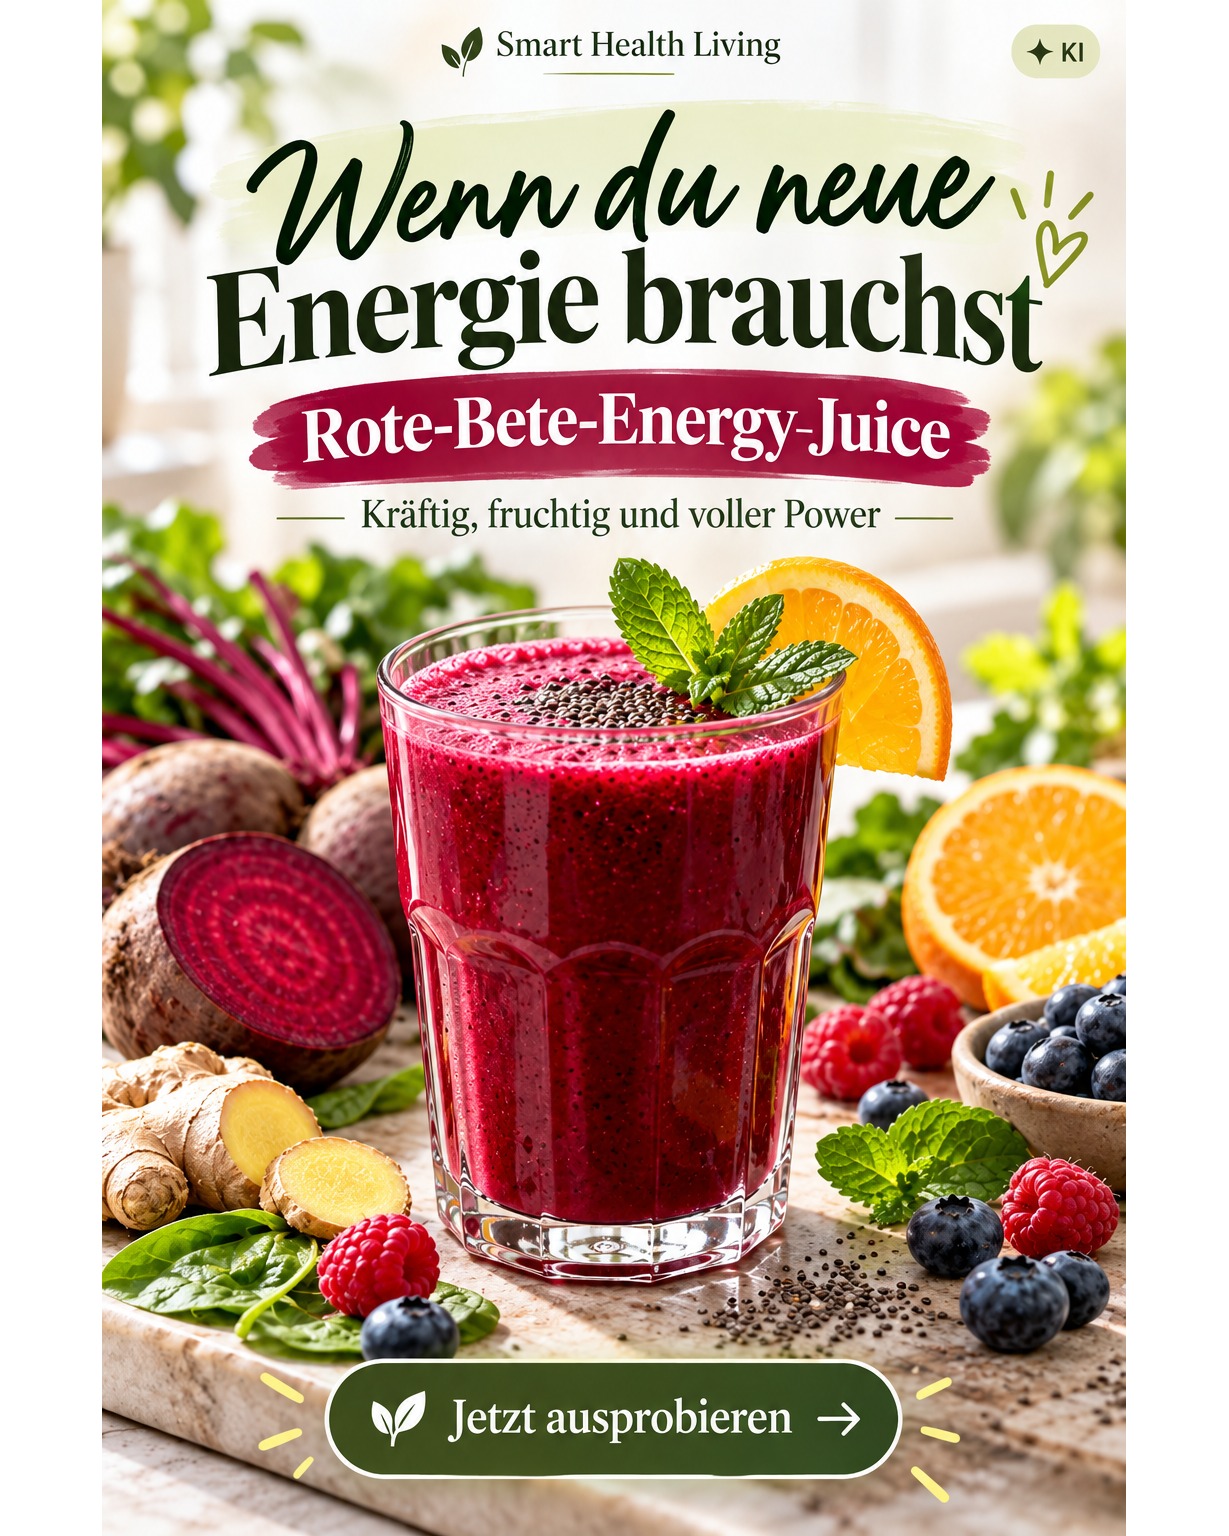 Smart Health Living
KI
Wenn du neue
Energie brauchst
Rote-Bete-Energy-Juice
Kräftig, fruchtig und voller Power
Jetzt ausprobieren